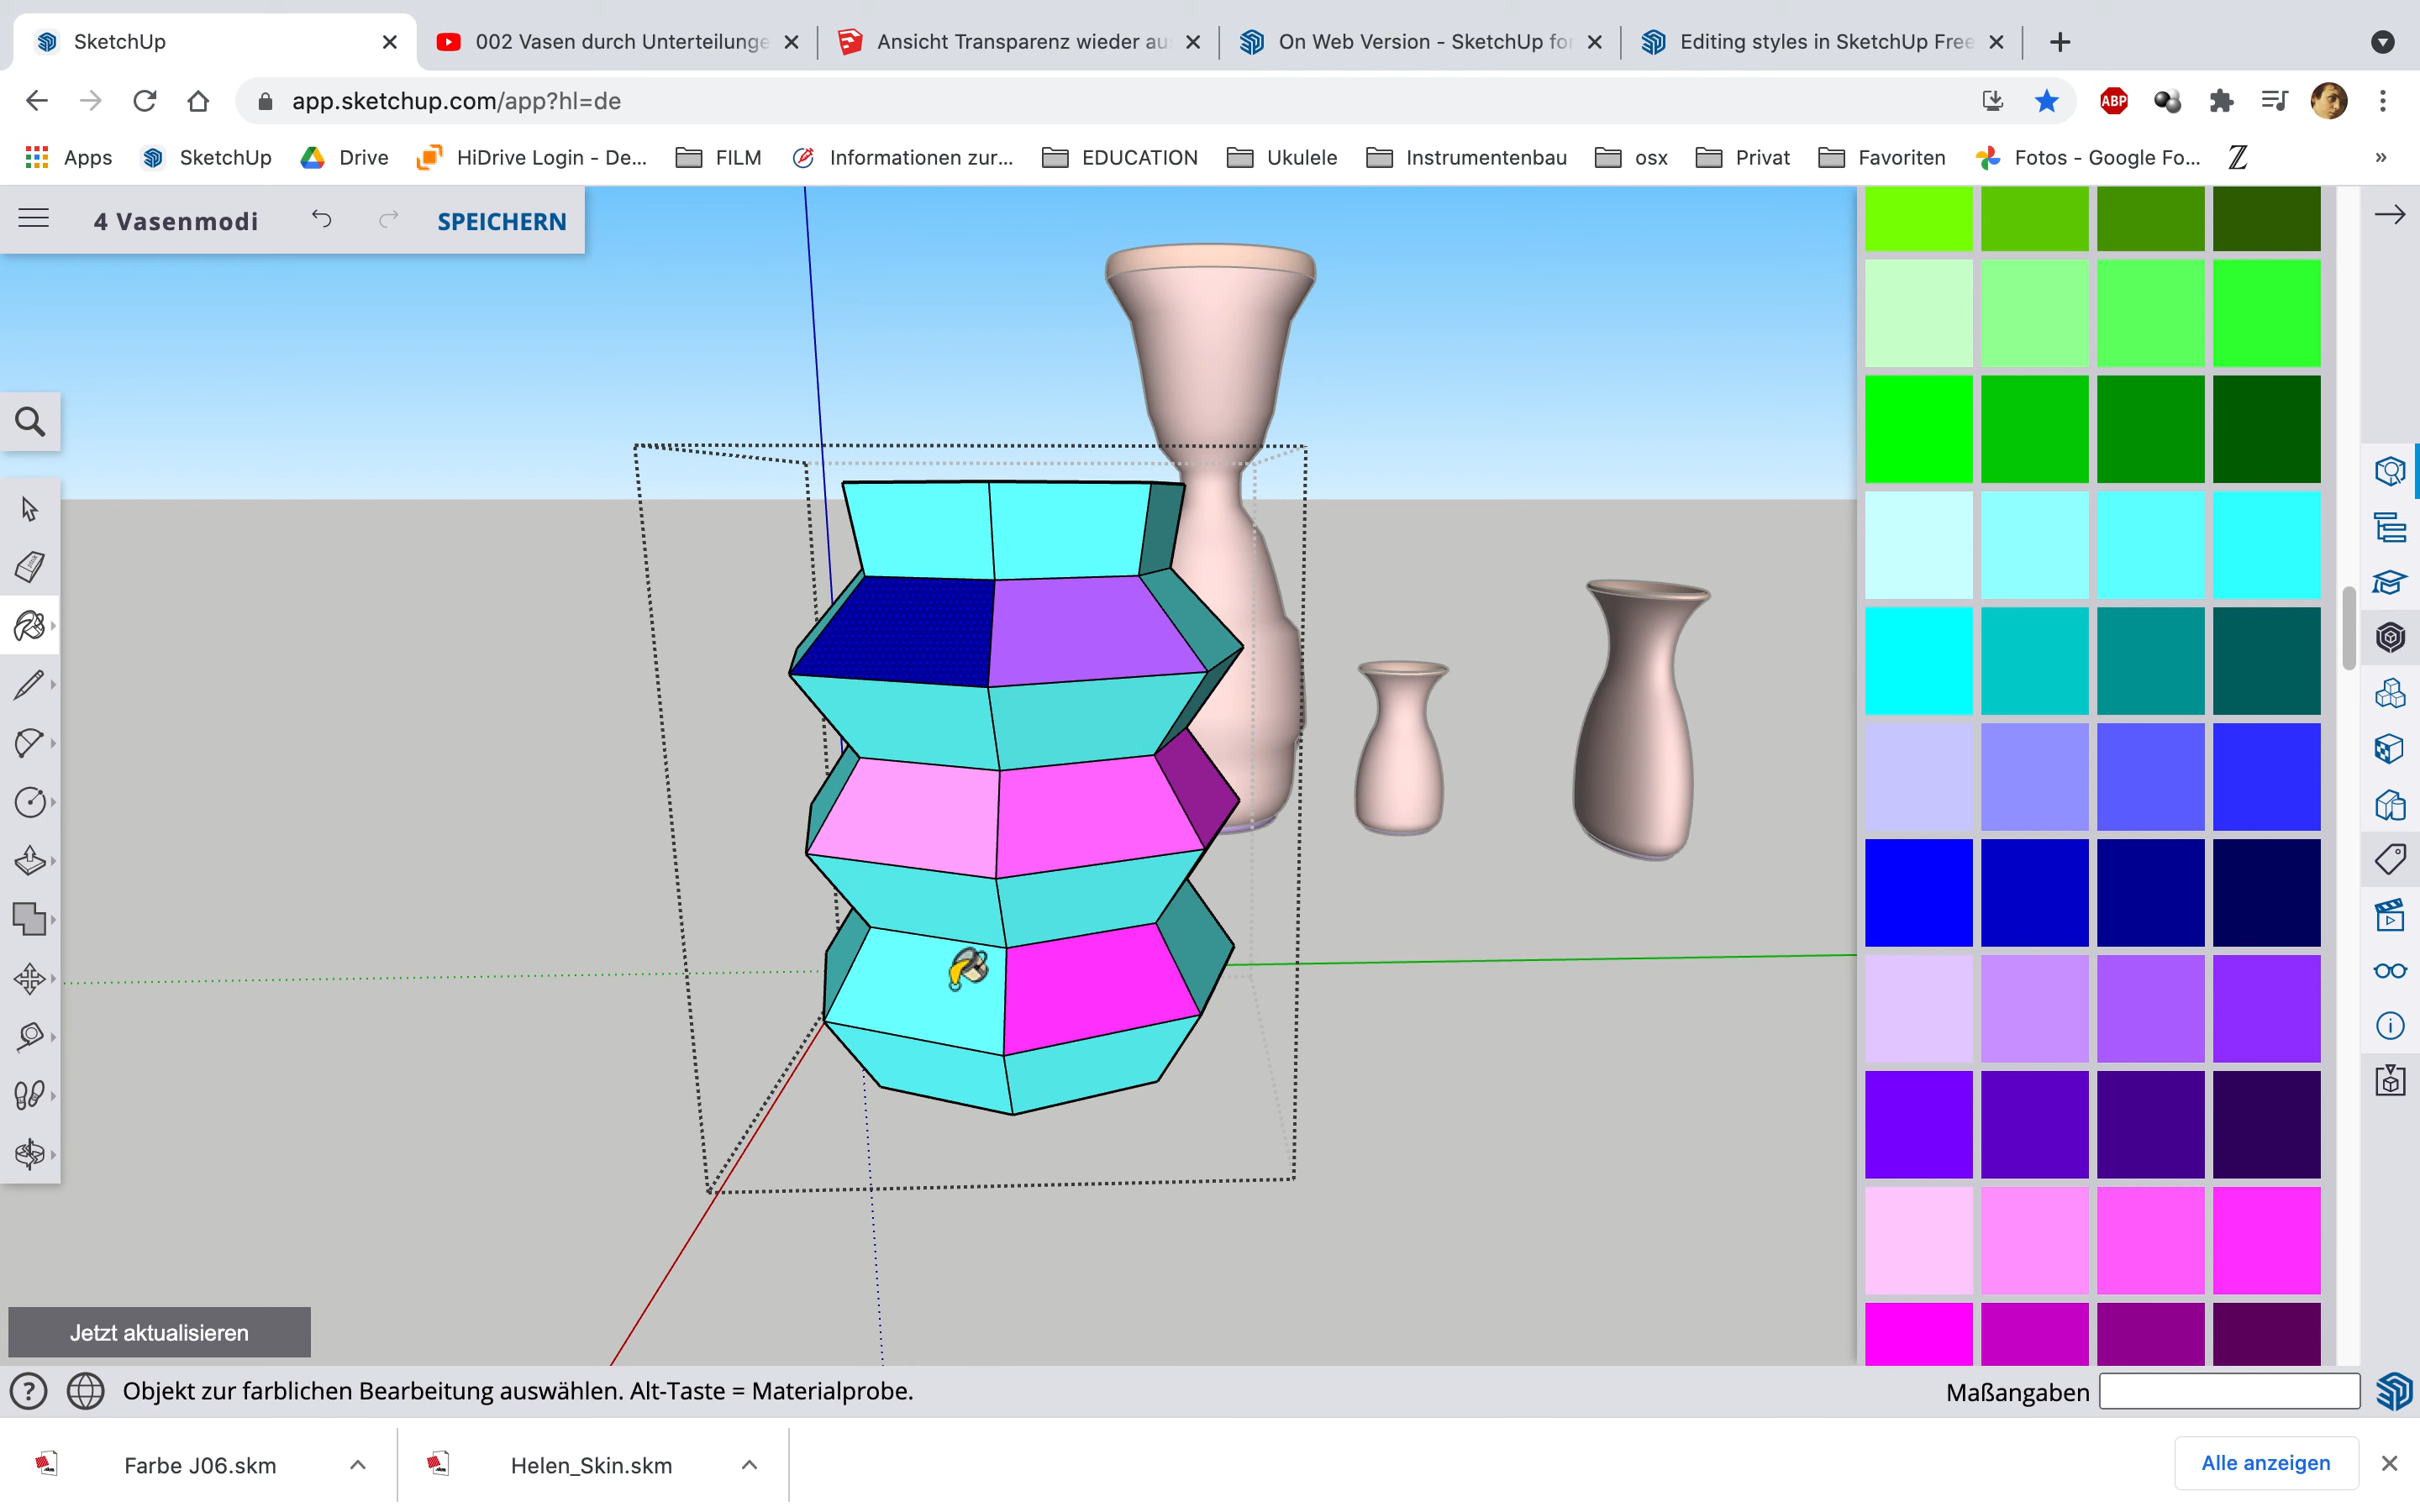 SketchUp
002 Vasen durch Unterteilunge
Ansicht Transparenz wieder au
On Web Version - SketchUp for
Editing styles in SketchUp Free
app.sketchup.com/app?hl=de
ABP
Apps
SketchUp
Drive
HiDrive Login - De...
FILM
Informationen zur...
EDUCATION
Ukulele
Instrumentenbau
osx
Privat
Favoriten
Fotos - Google Fo...
»
4 Vasenmodi
SPEICHERN
Jetzt aktualisieren
Objekt zur farblichen Bearbeitung auswählen. Alt-Taste = Materialprobe.
Maßangaben
Farbe J06.skm
Helen_Skin.skm
Alle anzeigen